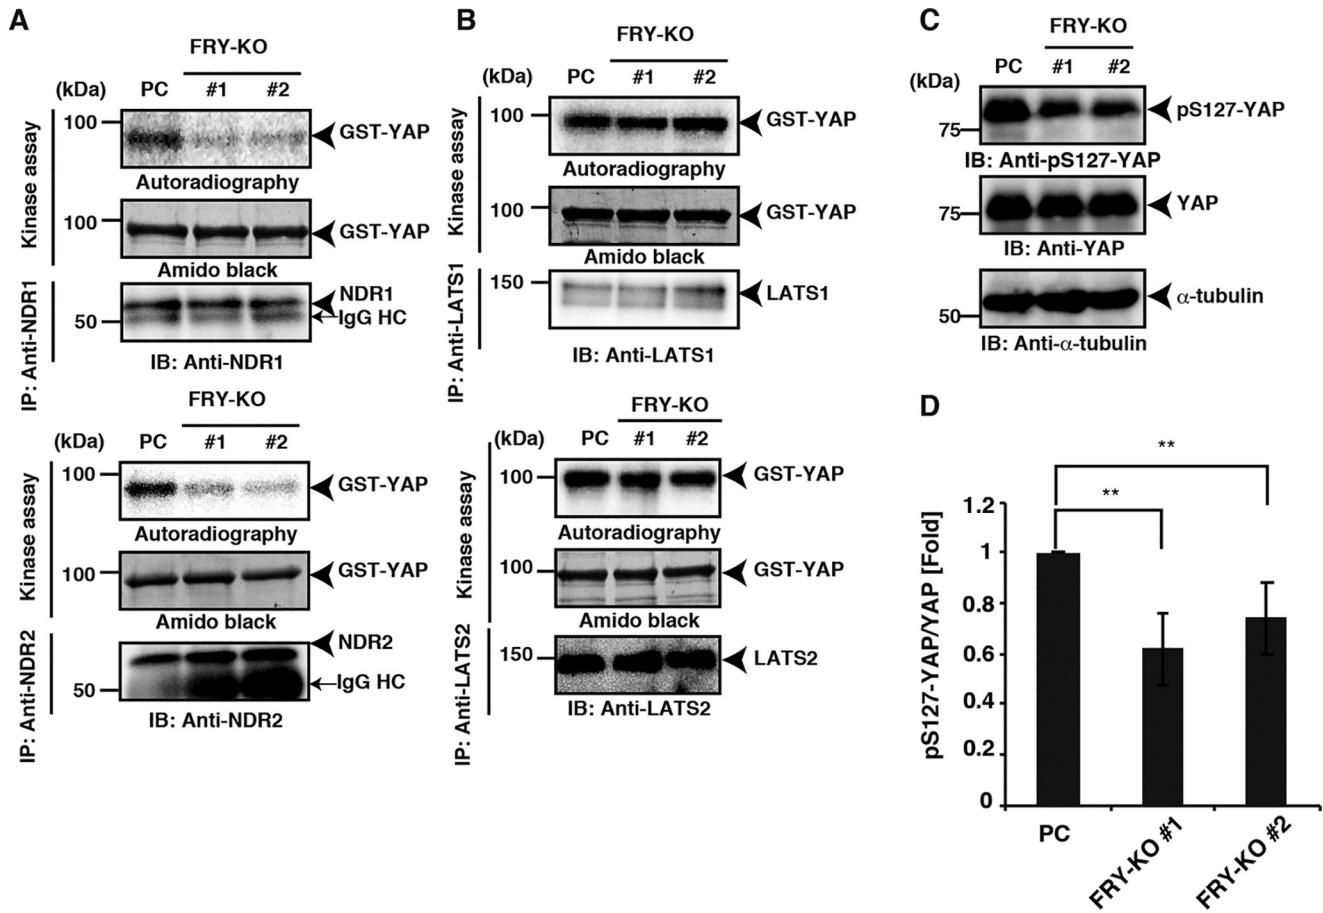 A
FRY-KO
(kDa) PC #1 #2
100
GST-YAP
Autoradiography
100
GST-YAP
Amido black
NDR1
IgG HC
50
IB: Anti-NDR1
Kinase assay
IP: Anti-NDR1
FRY-KO
(kDa) PC #1 #2
100
GST-YAP
Autoradiography
100
GST-YAP
Amido black
NDR2
50
IgG HC
IB: Anti-NDR2
Kinase assay
IP: Anti-NDR2
B
FRY-KO
(kDa) PC #1 #2
100
GST-YAP
Autoradiography
100
GST-YAP
Amido black
150
LATS1
IB: Anti-LATS1
Kinase assay
IP: Anti-LATS1
FRY-KO
(kDa) PC #1 #2
100
GST-YAP
Autoradiography
100
GST-YAP
Amido black
150
LATS2
IB: Anti-LATS2
Kinase assay
IP: Anti-LATS2
C
FRY-KO
PC #1 #2
(kDa)
pS127-YAP
75
IB: Anti-pS127-YAP
YAP
75
IB: Anti-YAP
α-tubulin
50
IB: Anti-α-tubulin
D
**
**
pS127-YAP/YAP [Fold]
1.2
1
0.8
0.6
0.4
0.2
0
PC
FRY-KO #1
FRY-KO #2